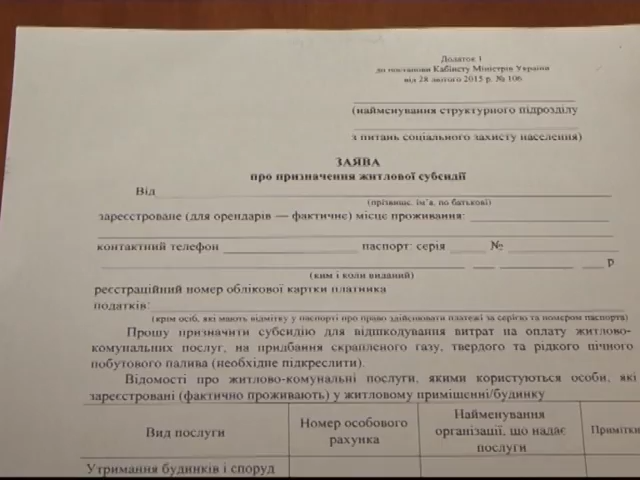 Додаток 1
до постанови Кабінету Міністрів України
від 28 лютого 2015 р. № 106
(найменування структурного підрозділу
з питань соціального захисту населення)
ЗАЯВА
про призначення житлової субсидії
Від
(прізвище, ім'я, по батькові)
зареєстроване (для орендарів — фактичне) місце проживання:
контактний телефон паспорт: серія №
р
(ким і коли виданий)
реєстраційний номер облікової картки платника
податків:
(крім осіб, які мають відмітку у паспорті про право здійснювати платежі за серією та номером паспорта)
Прошу призначити субсидію для відшкодування витрат на оплату житлово-
комунальних послуг, на придбання скрапленого газу, твердого та рідкого пічного
побутового палива (необхідне підкреслити).
Відомості про житлово-комунальні послуги, якими користуються особи, які
зареєстровані (фактично проживають) у житловому приміщенні/будинку
Вид послуги
Номер особового
рахунка
Найменування
організації, що надає
послуги
Примітки
Утримання будинків і споруд